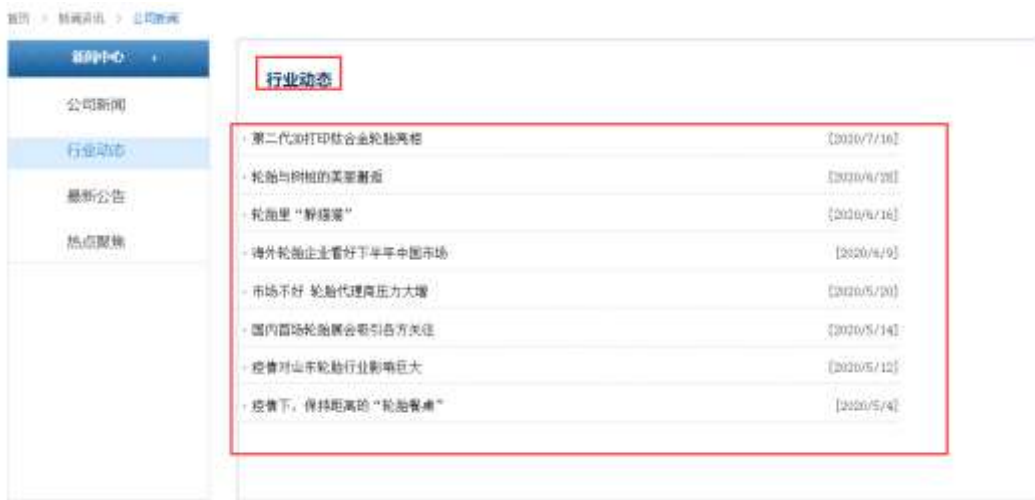 首页 > 新闻资讯 > 公司新闻
新闻中心
公司新闻
行业动态
最新公告
热点聚焦
行业动态
· 第二代3D打印钛合金轮胎亮相 [2020/7/16]
· 轮胎与树桩的美丽邂逅 [2020/6/28]
· 轮胎里“躲猫猫” [2020/6/16]
· 海外轮胎企业看好下半年中国市场 [2020/6/9]
· 市场不好 轮胎代理商压力大增 [2020/5/20]
· 国内首场轮胎展会吸引各方关注 [2020/5/14]
· 疫情对山东轮胎行业影响巨大 [2020/5/12]
· 疫情下，保持距离的“轮胎餐桌” [2020/5/4]